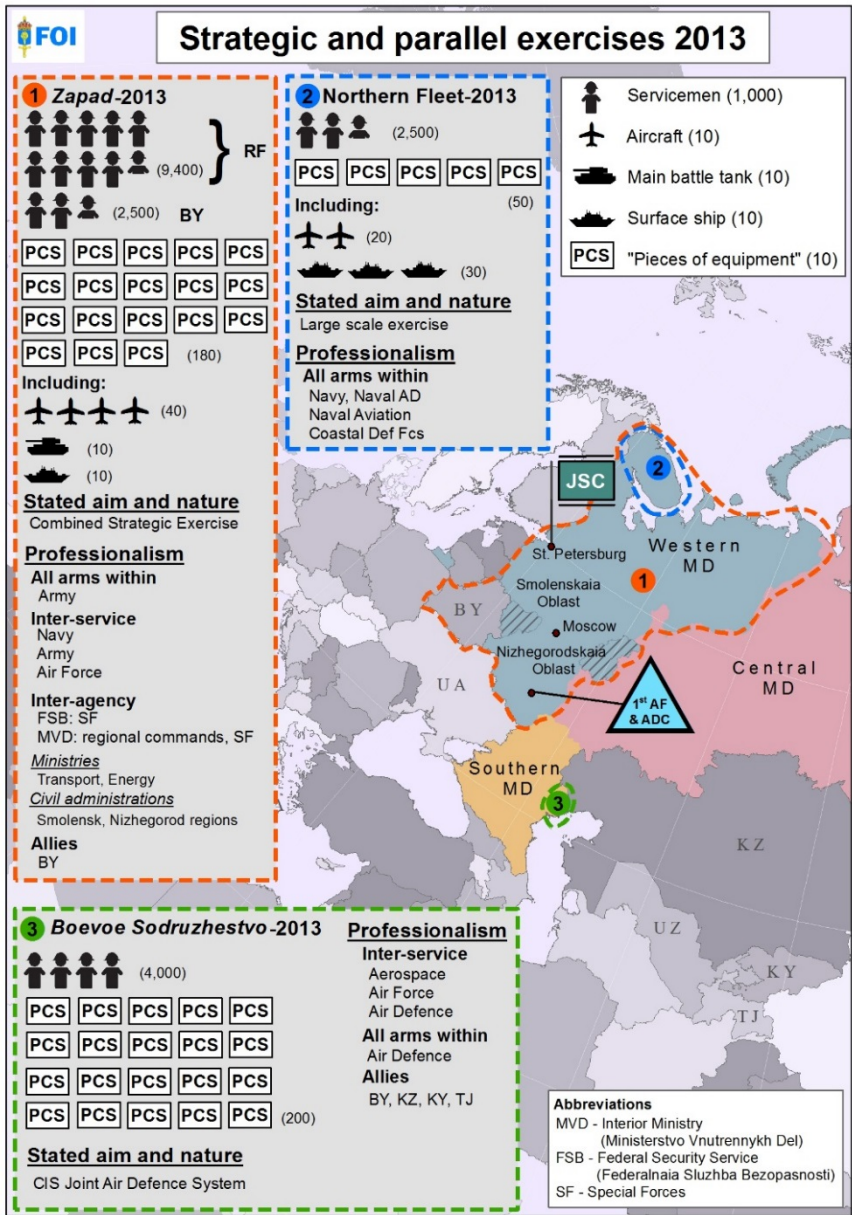 FOI
Strategic and parallel exercises 2013
1 Zapad-2013
(9,400)
RF
(2,500)
BY
PCS PCS PCS PCS PCS
PCS PCS PCS PCS PCS
PCS PCS PCS PCS PCS
PCS PCS PCS (180)
Including:
(40)
(10)
(10)
Stated aim and nature
Combined Strategic Exercise
Professionalism
All arms within
Army
Inter-service
Navy
Army
Air Force
Inter-agency
FSB: SF
MVD: regional commands, SF
Ministries
Transport, Energy
Civil administrations
Smolensk, Nizhegorod regions
Allies
BY
2 Northern Fleet-2013
(2,500)
PCS PCS PCS PCS PCS
(50)
Including:
(20)
(30)
Stated aim and nature
Large scale exercise
Professionalism
All arms within
Navy, Naval AD
Naval Aviation
Coastal Def Fcs
Servicemen (1,000)
Aircraft (10)
Main battle tank (10)
Surface ship (10)
PCS "Pieces of equipment" (10)
JSC
2
St. Petersburg
Western
MD
Smolenskaia
Oblast
1
BY
Moscow
Nizhegorodskaia
Oblast
Central
MD
UA
1st AF
& ADC
Southern
MD
3
KZ
UZ
KY
TJ
3 Boevoe Sodruzhestvo-2013
(4,000)
PCS PCS PCS PCS PCS
PCS PCS PCS PCS PCS
PCS PCS PCS PCS PCS
PCS PCS PCS PCS PCS (200)
Stated aim and nature
CIS Joint Air Defence System
Professionalism
Inter-service
Aerospace
Air Force
Air Defence
All arms within
Air Defence
Allies
BY, KZ, KY, TJ
Abbreviations
MVD - Interior Ministry
(Ministerstvo Vnutrennykh Del)
FSB - Federal Security Service
(Federalnaia Sluzhba Bezopasnosti)
SF - Special Forces